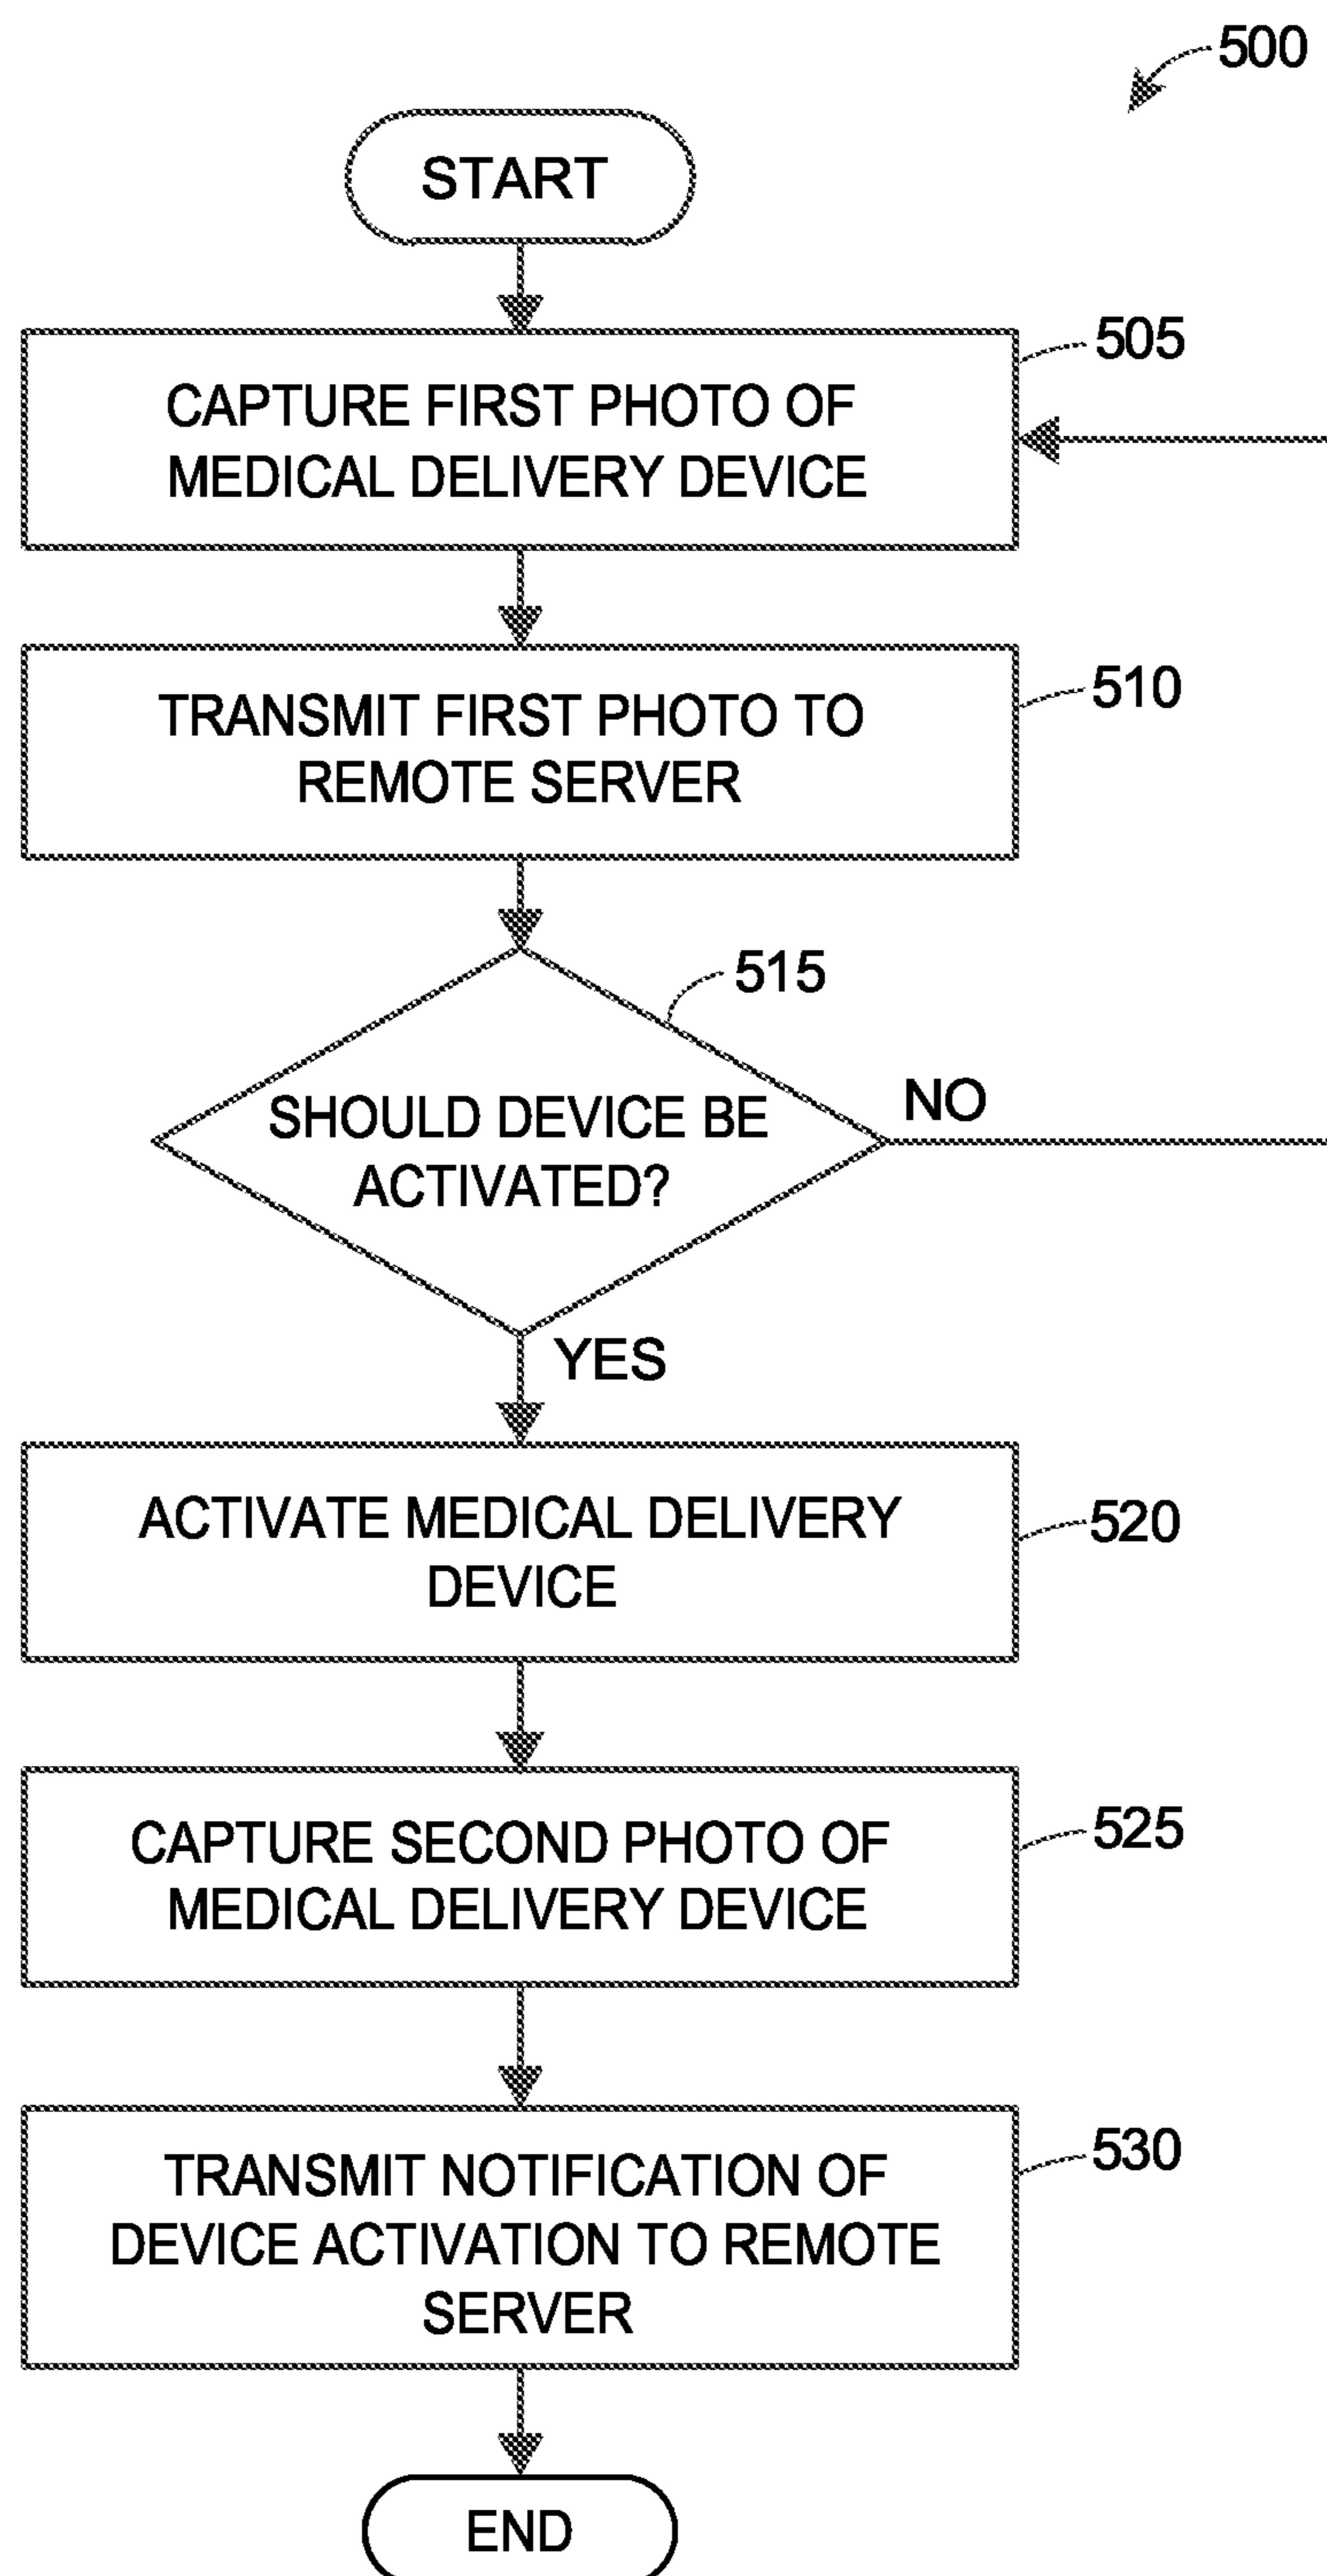 500
START
505
CAPTURE FIRST PHOTO OF
MEDICAL DELIVERY DEVICE
510
TRANSMIT FIRST PHOTO TO
REMOTE SERVER
515
SHOULD DEVICE BE
ACTIVATED?
NO
YES
ACTIVATE MEDICAL DELIVERY
DEVICE
520
CAPTURE SECOND PHOTO OF
MEDICAL DELIVERY DEVICE
525
TRANSMIT NOTIFICATION OF
DEVICE ACTIVATION TO REMOTE
SERVER
530
END